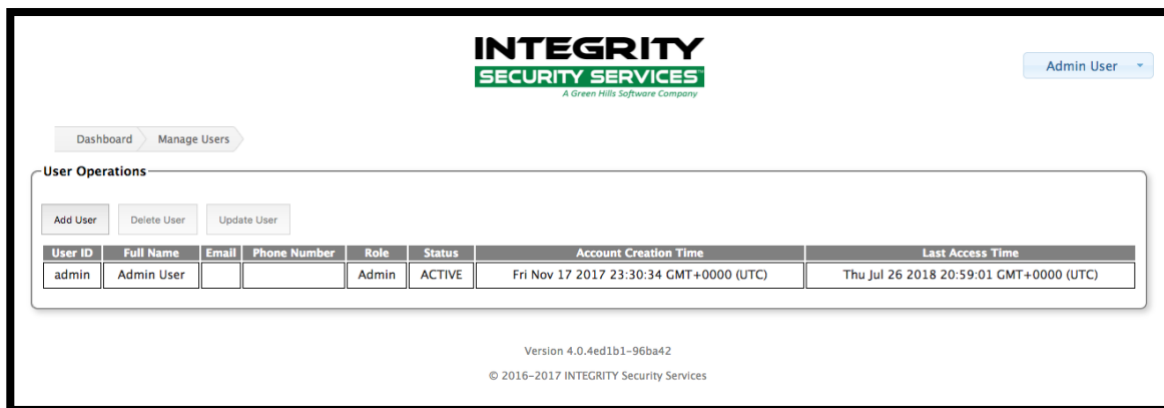 INTEGRITY
SECURITY SERVICES
A Green Hills Software Company
Admin User
Dashboard Manage Users
User Operations
Add User Delete User Update User
User ID Full Name Email Phone Number Role Status Account Creation Time Last Access Time
admin Admin User Admin ACTIVE Fri Nov 17 2017 23:30:34 GMT+0000 (UTC) Thu Jul 26 2018 20:59:01 GMT+0000 (UTC)
Version 4.0.4ed1b1-96ba42
© 2016-2017 INTEGRITY Security Services